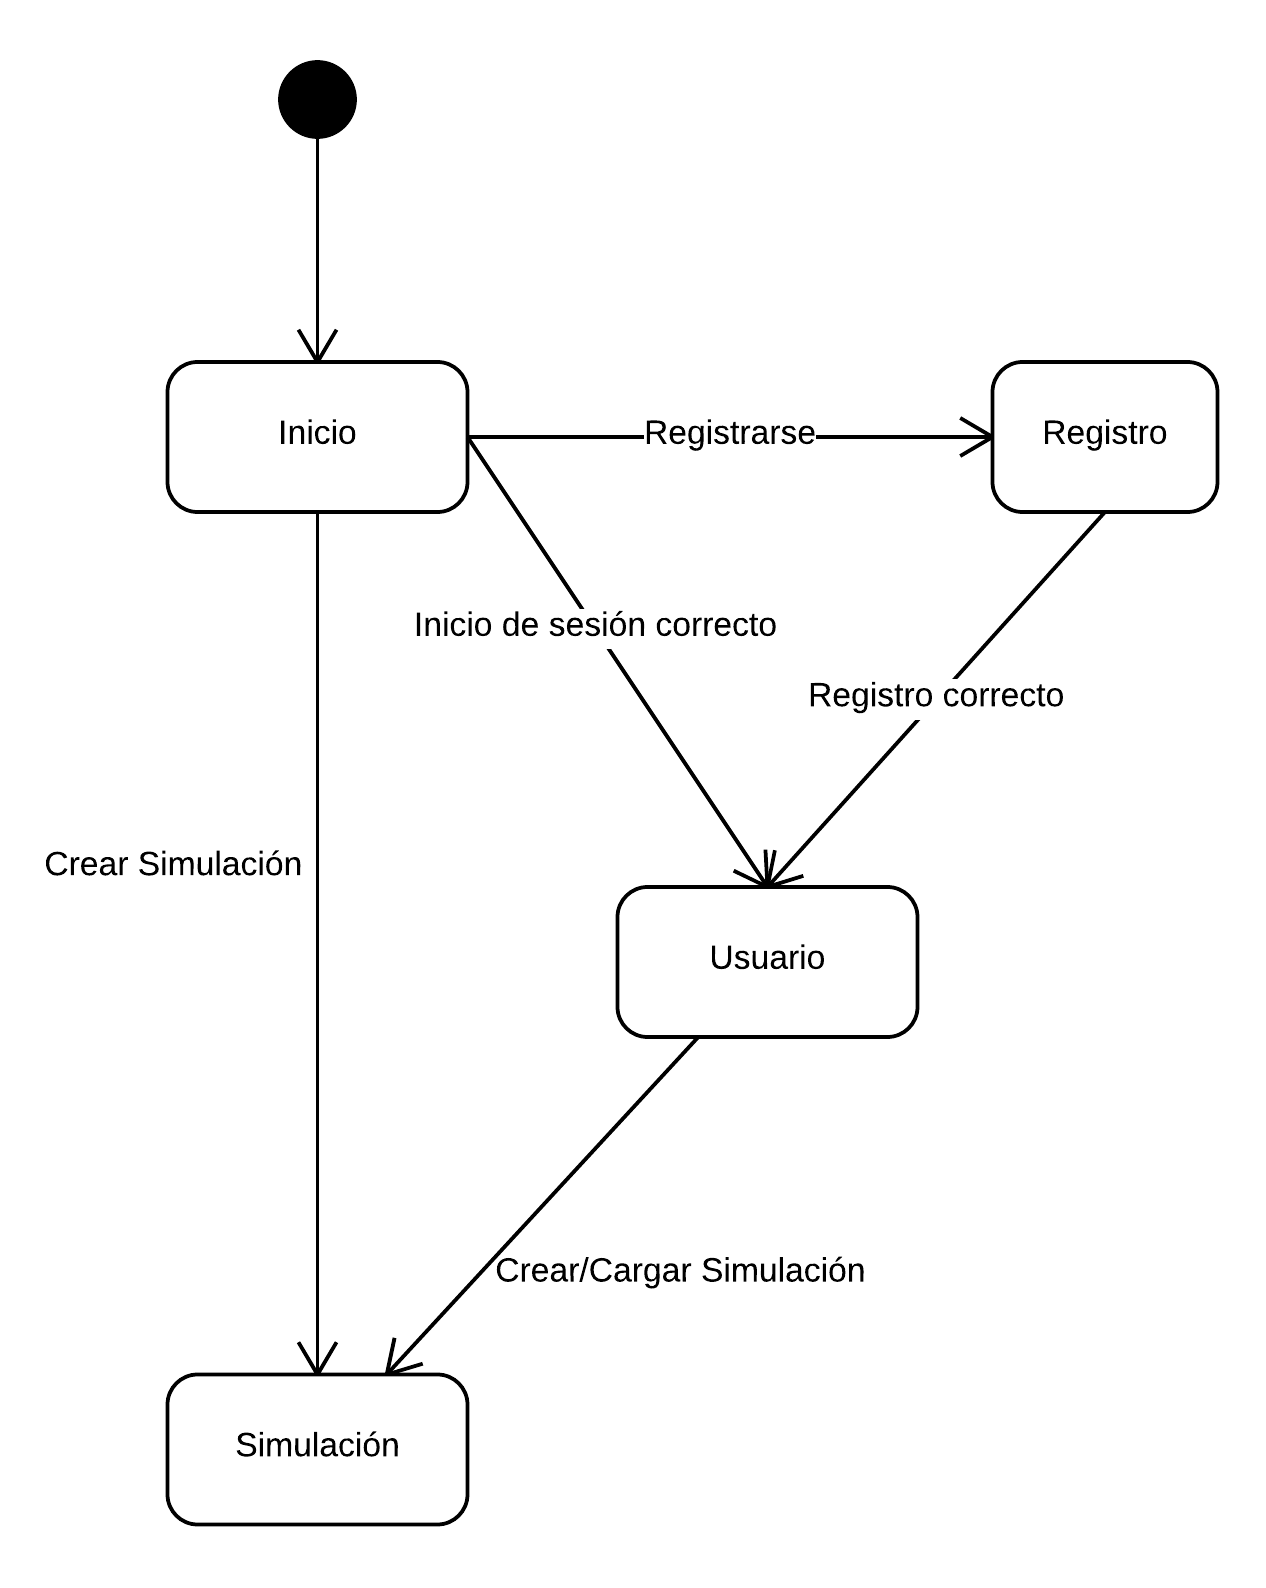 Inicio
Registrarse
Registro
Inicio de sesión correcto
Registro correcto
Crear Simulación
Usuario
Crear/Cargar Simulación
Simulación